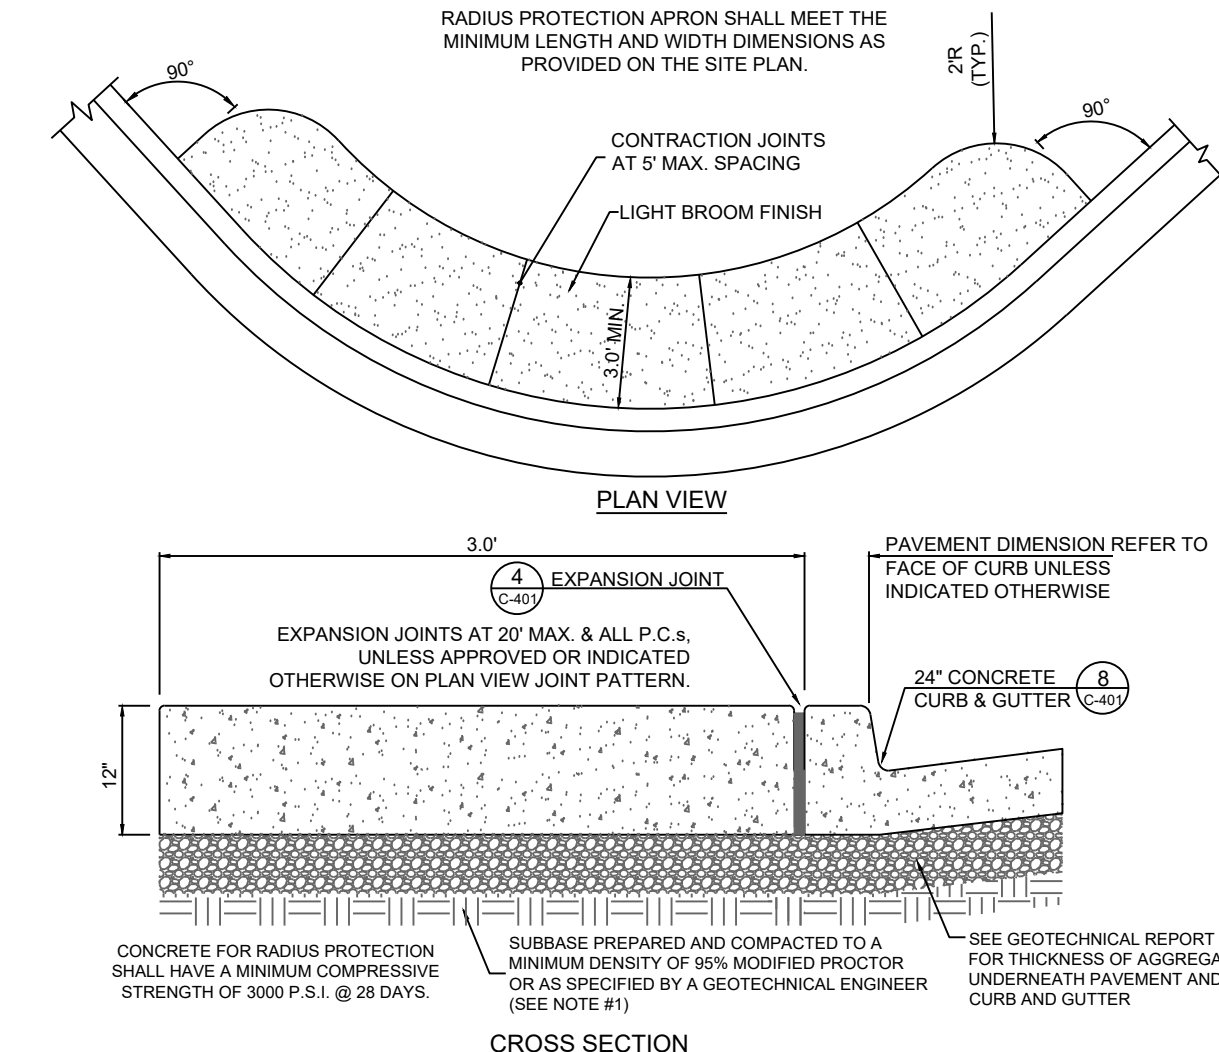 RADIUS PROTECTION APRON SHALL MEET THE
MINIMUM LENGTH AND WIDTH DIMENSIONS AS
PROVIDED ON THE SITE PLAN.
90°
2'R
(TYP.)
90°
CONTRACTION JOINTS
AT 5' MAX. SPACING
LIGHT BROOM FINISH
3.0' MIN.
PLAN VIEW
3.0'
PAVEMENT DIMENSION REFER TO
FACE OF CURB UNLESS
INDICATED OTHERWISE
4
C-401
EXPANSION JOINT
EXPANSION JOINTS AT 20' MAX. & ALL P.C.s,
UNLESS APPROVED OR INDICATED
OTHERWISE ON PLAN VIEW JOINT PATTERN.
24" CONCRETE
CURB & GUTTER
8
C-401
12"
CONCRETE FOR RADIUS PROTECTION
SHALL HAVE A MINIMUM COMPRESSIVE
STRENGTH OF 3000 P.S.I. @ 28 DAYS.
SUBBASE PREPARED AND COMPACTED TO A
MINIMUM DENSITY OF 95% MODIFIED PROCTOR
OR AS SPECIFIED BY A GEOTECHNICAL ENGINEER
(SEE NOTE #1)
SEE GEOTECHNICAL REPORT
FOR THICKNESS OF AGGREGA
UNDERNEATH PAVEMENT AND
CURB AND GUTTER
CROSS SECTION